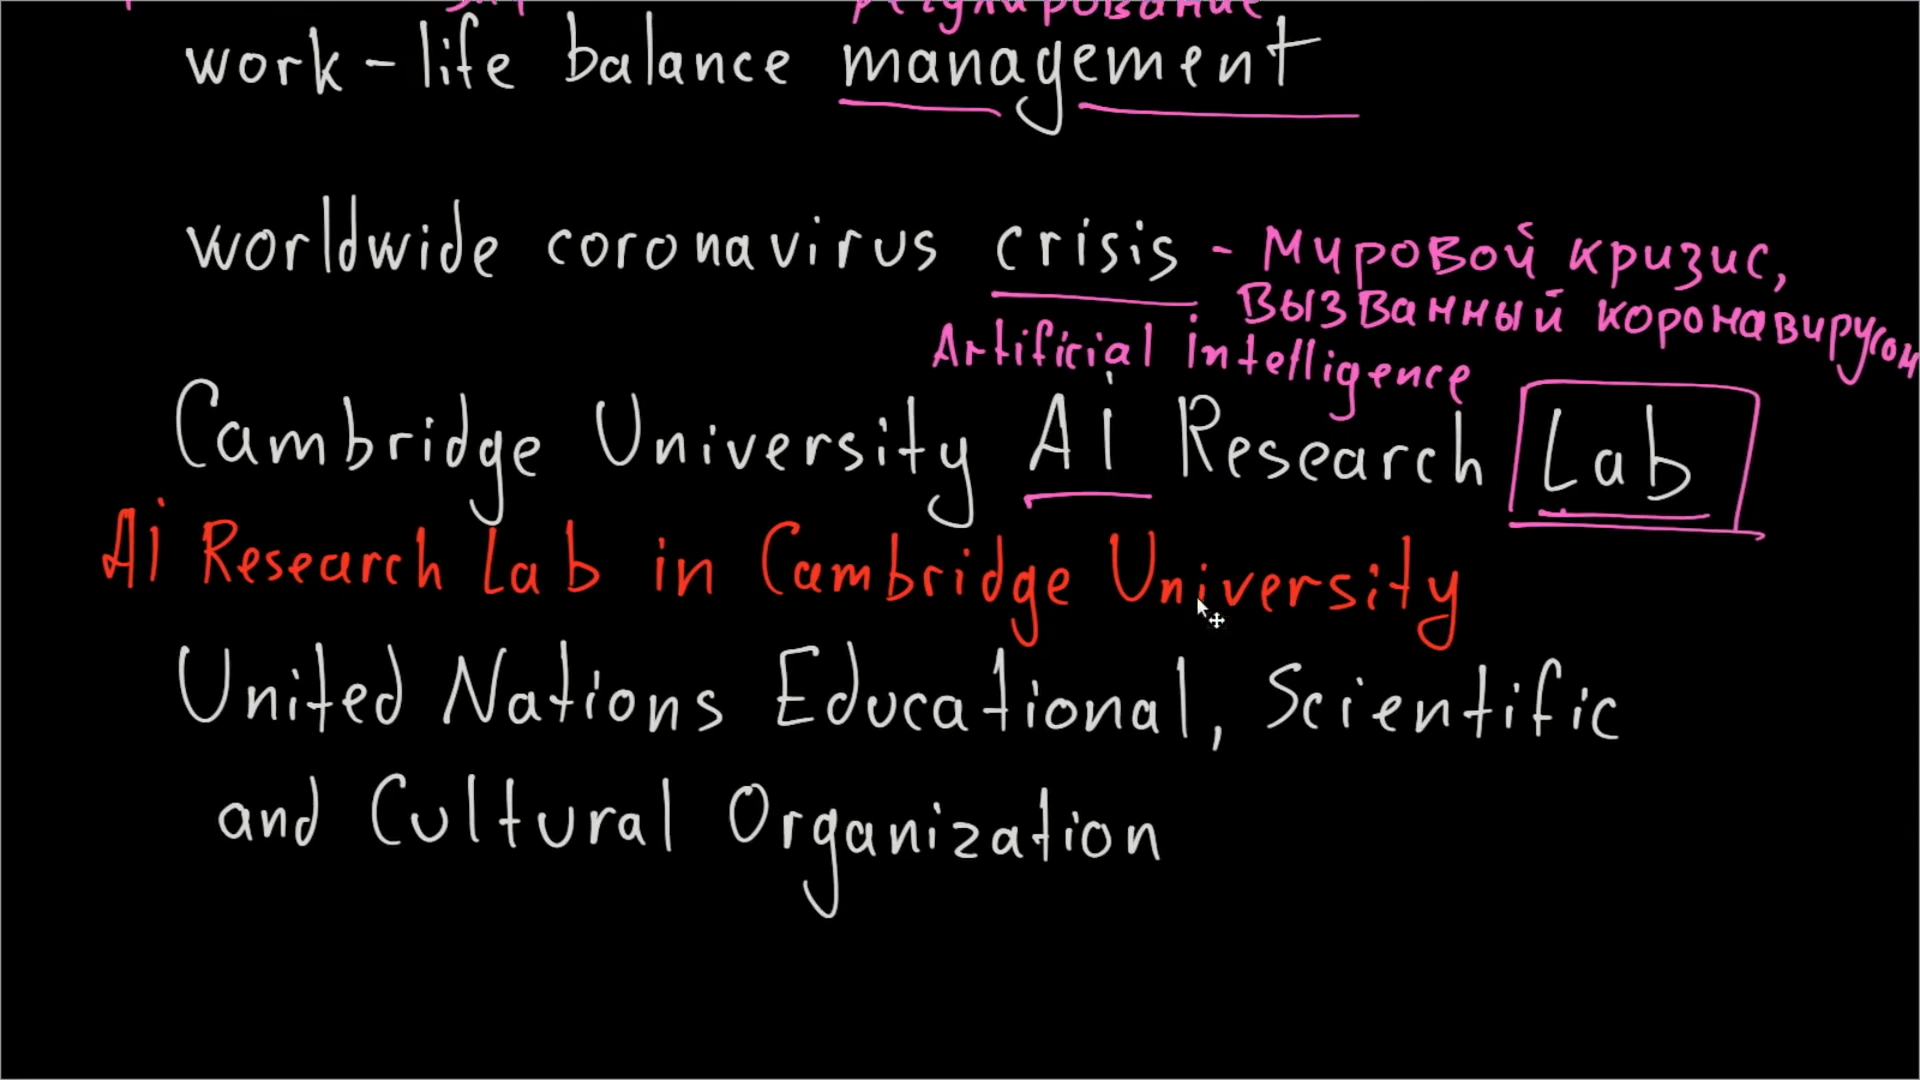 регулирование
work-life balance management
worldwide coronavirus crisis - Мировой кризис,
вызванный коронавирусом
Artificial intelligence
Cambridge University Ai Research Lab
Ai Research Lab in Cambridge University
United Nations Educational, Scientific
and Cultural Organization